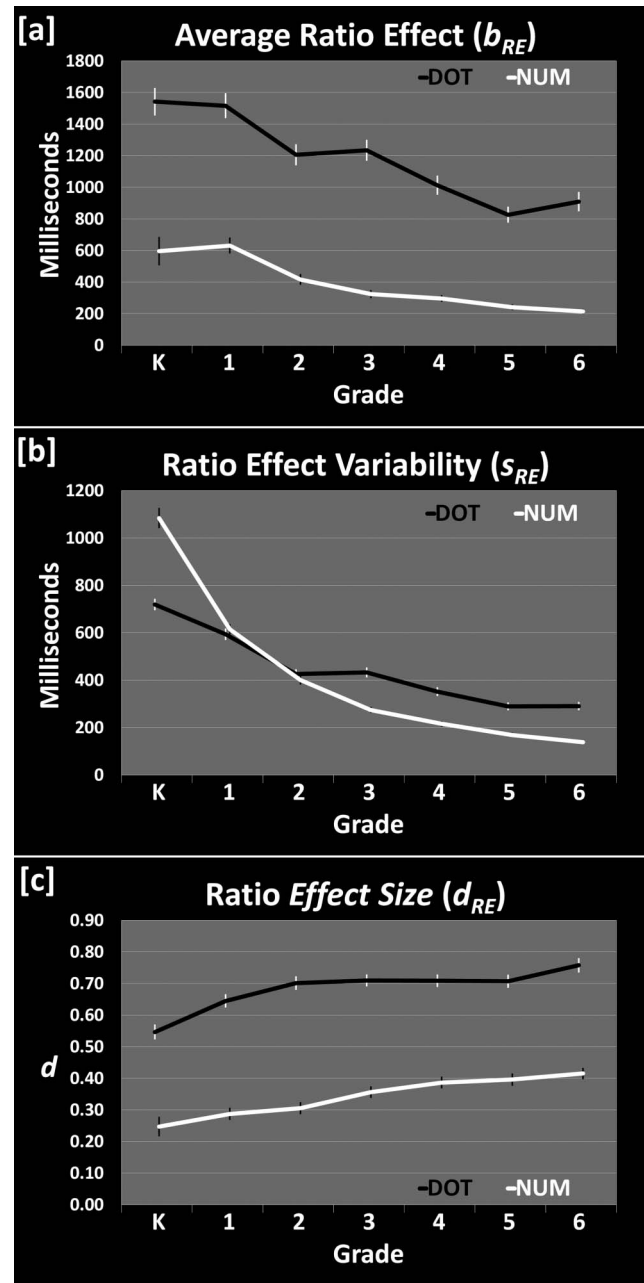 [a]
Average Ratio Effect (bRE)
DOT NUM
Milliseconds
1800
1600
1400
1200
1000
800
600
400
200
0
K 1 2 3 4 5 6
Grade
[b]
Ratio Effect Variability (sRE)
DOT NUM
Milliseconds
1200
1000
800
600
400
200
0
K 1 2 3 4 5 6
Grade
[c]
Ratio Effect Size (dRE)
d
0.90
0.80
0.70
0.60
0.50
0.40
0.30
0.20
0.10
0.00
DOT NUM
K 1 2 3 4 5 6
Grade